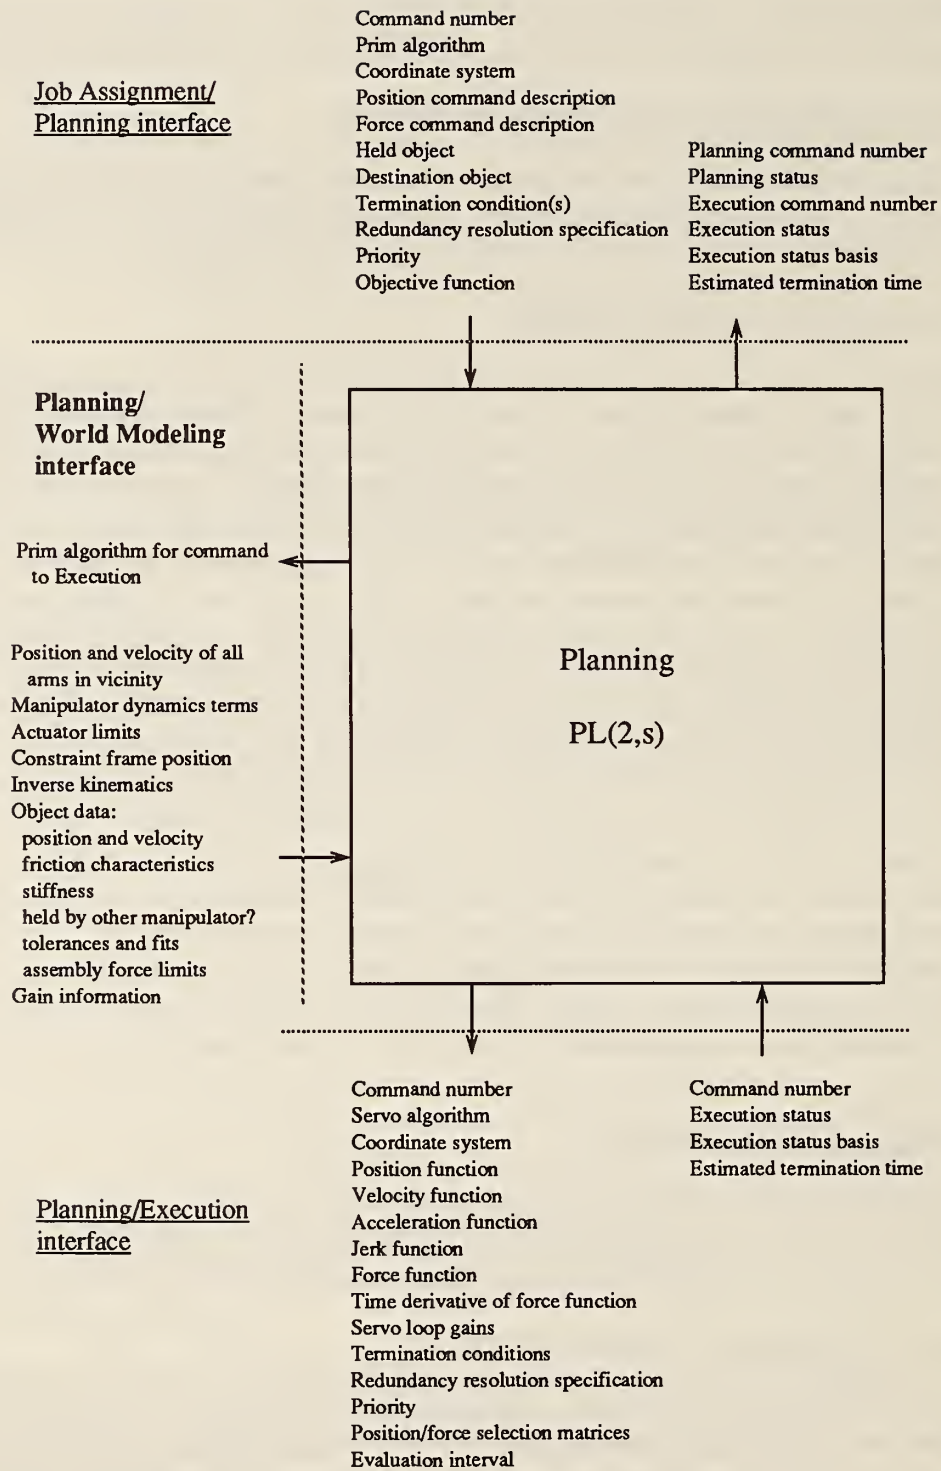 Job Assignment/
Planning interface
Command number
Prim algorithm
Coordinate system
Position command description
Force command description
Held object
Destination object
Termination condition(s)
Redundancy resolution specification
Priority
Objective function
Planning command number
Planning status
Execution command number
Execution status
Execution status basis
Estimated termination time
Planning/
World Modeling
interface
Prim algorithm for command
to Execution
Position and velocity of all
arms in vicinity
Manipulator dynamics terms
Actuator limits
Constraint frame position
Inverse kinematics
Object data:
position and velocity
friction characteristics
stiffness
held by other manipulator?
tolerances and fits
assembly force limits
Gain information
Planning
PL(2,s)
Planning/Execution
interface
Command number
Servo algorithm
Coordinate system
Position function
Velocity function
Acceleration function
Jerk function
Force function
Time derivative of force function
Servo loop gains
Termination conditions
Redundancy resolution specification
Priority
Position/force selection matrices
Evaluation interval
Command number
Execution status
Execution status basis
Estimated termination time